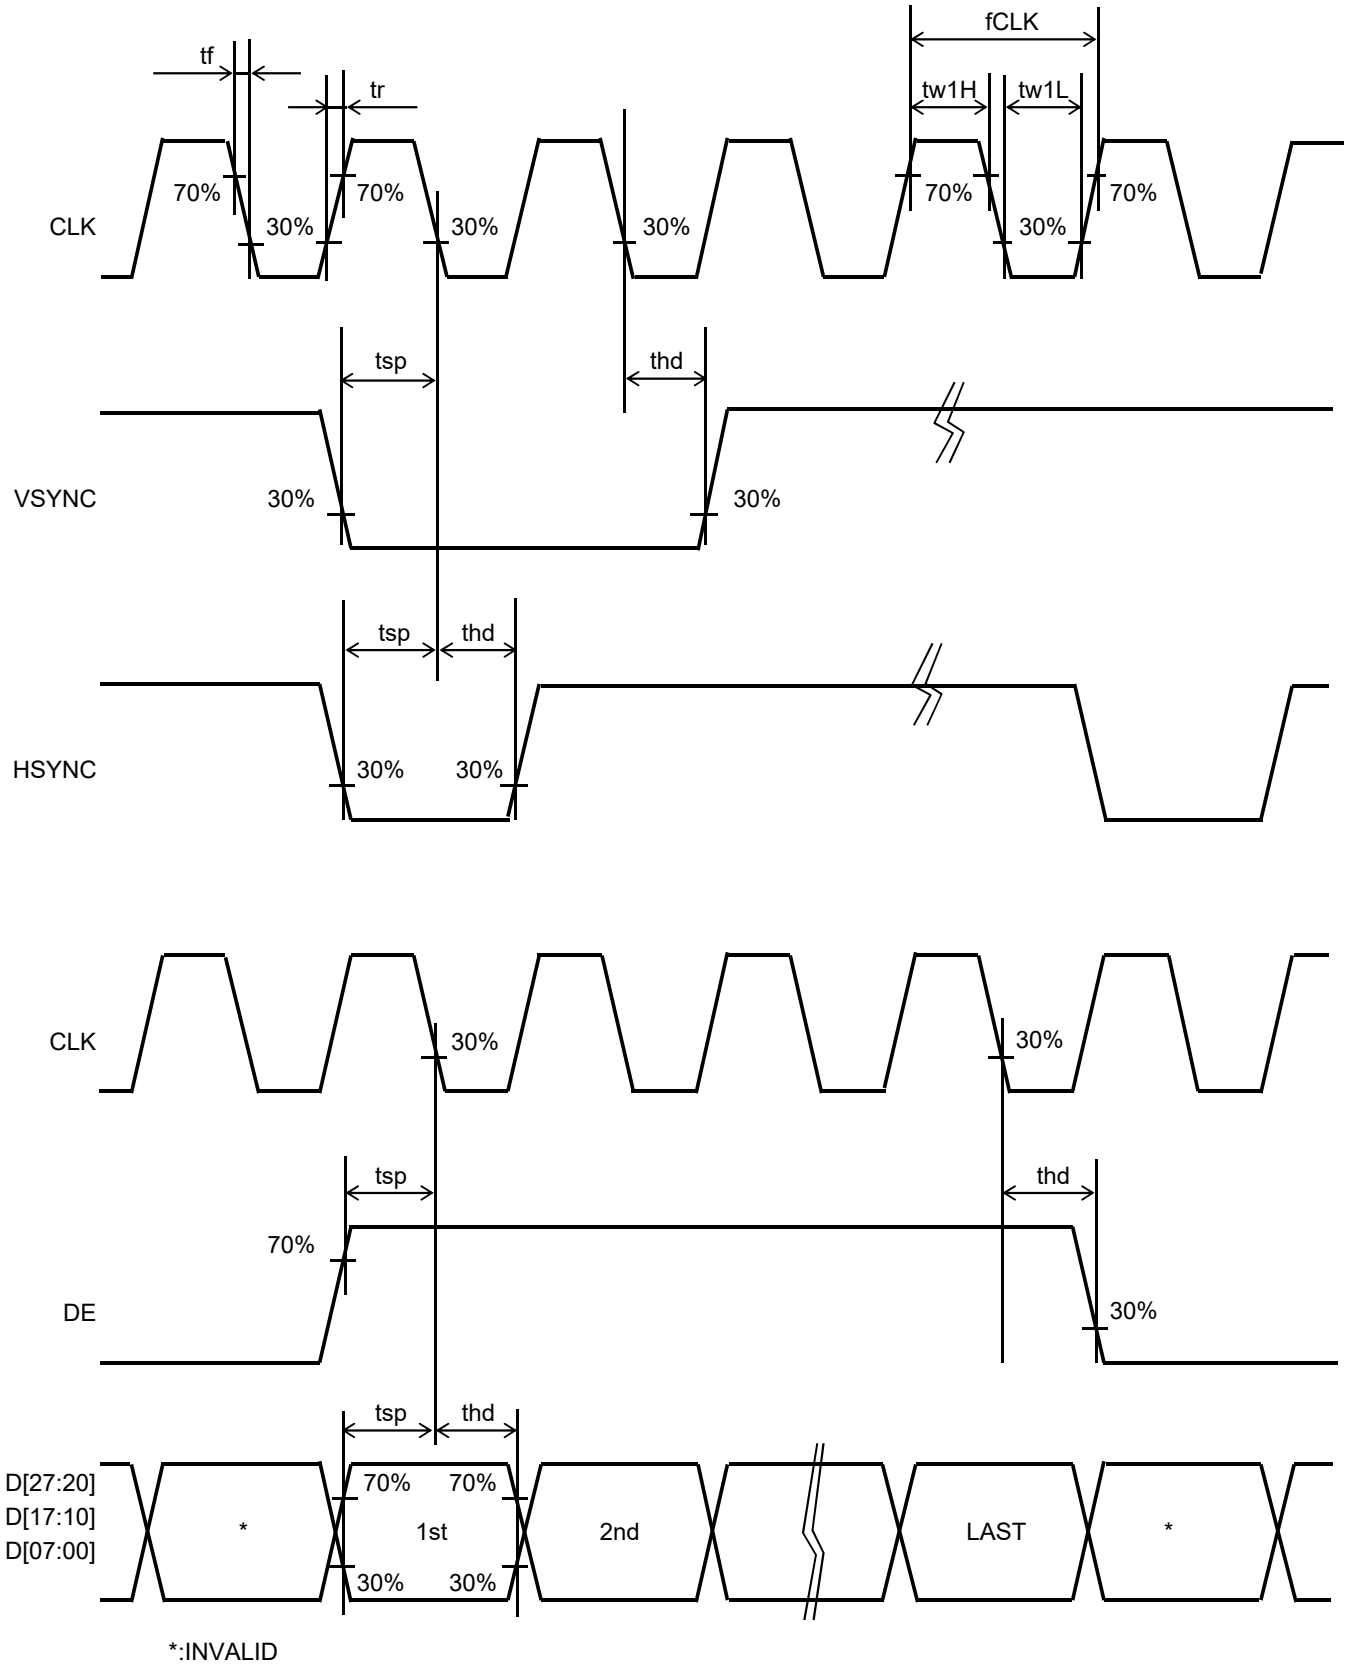 fCLK
tf
tr
tw1H
tw1L
70%
70%
70%
70%
CLK
30%
30%
30%
30%
tsp
thd
VSYNC
30%
30%
tsp
thd
HSYNC
30%
30%
CLK
30%
30%
tsp
thd
70%
DE
30%
tsp
thd
D[27:20]
70%
70%
D[17:10]
*
1st
2nd
LAST
*
D[07:00]
30%
30%
*:INVALID